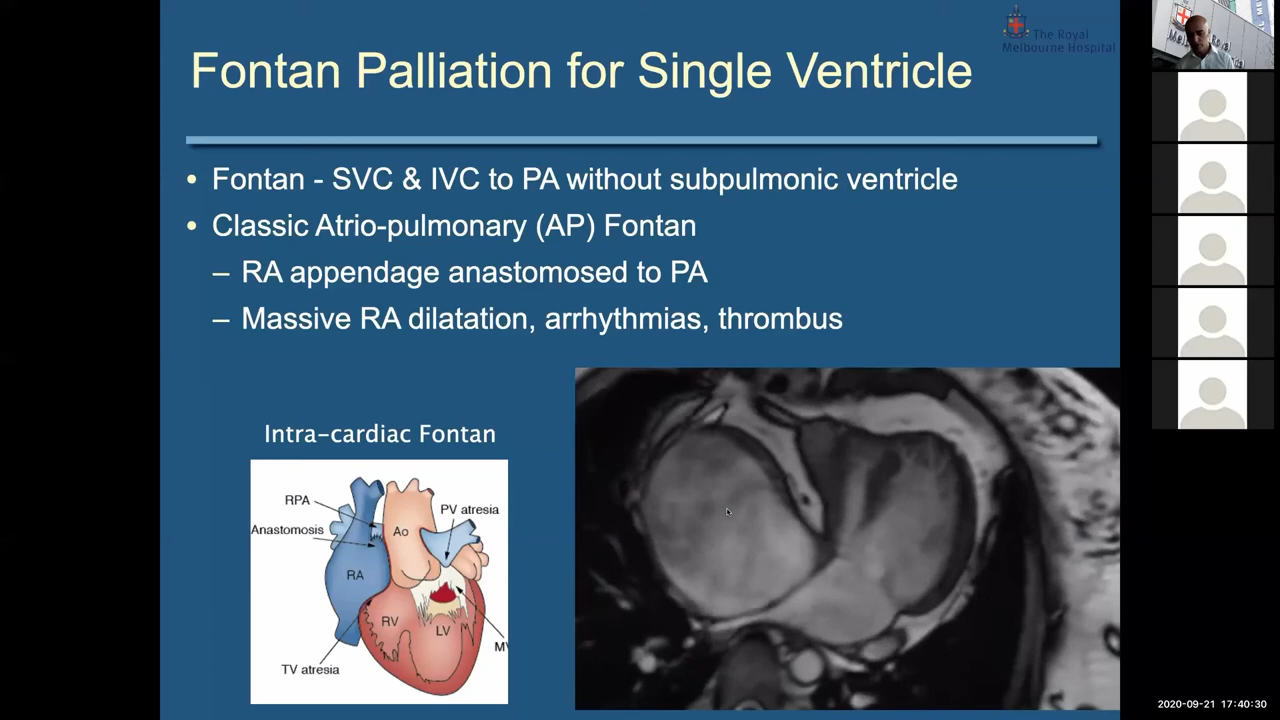 The Royal
Melbourne Hospital
Fontan Palliation for Single Ventricle
• Fontan - SVC & IVC to PA without subpulmonic ventricle
• Classic Atrio-pulmonary (AP) Fontan
– RA appendage anastomosed to PA
– Massive RA dilatation, arrhythmias, thrombus
Intra-cardiac Fontan
RPA
PV atresia
Anastomosis
Ao
RA
RV
LV
TV atresia
2020-09-21 17:40:30